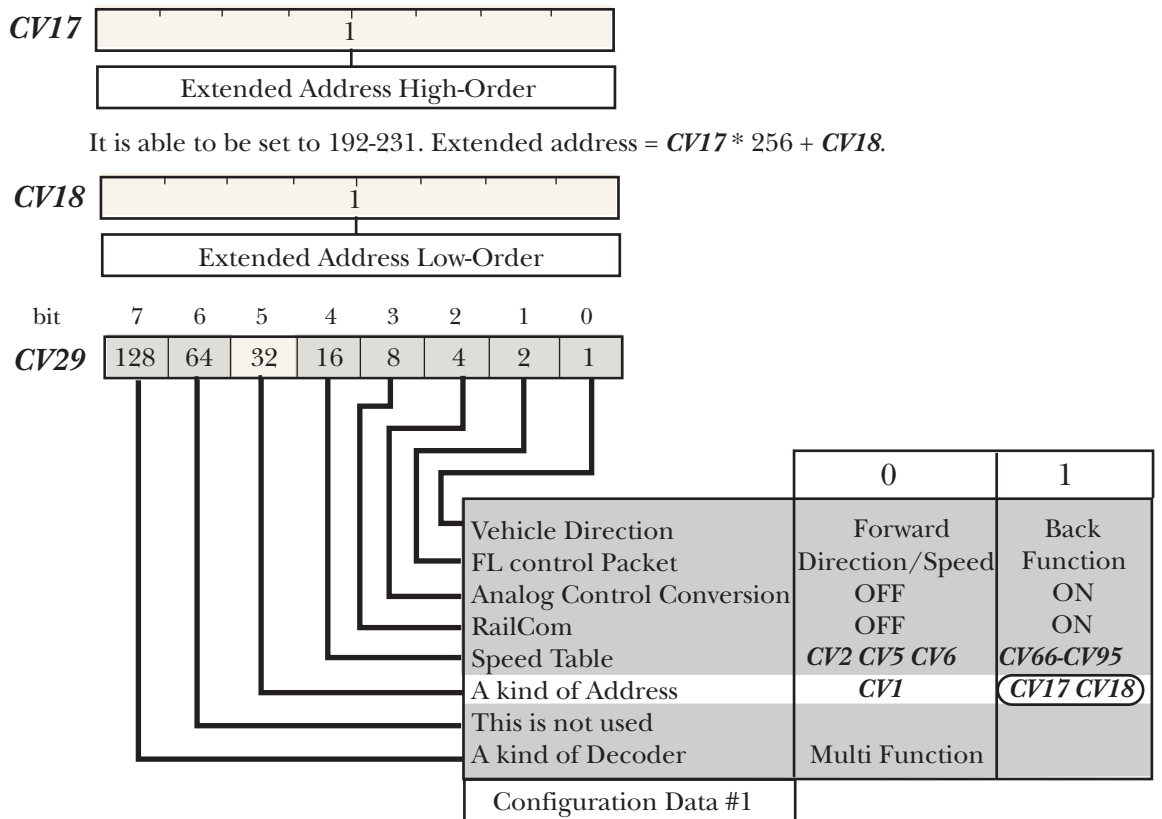 CV17
1
Extended Address High-Order
It is able to be set to 192-231. Extended address = CV17 * 256 + CV18.
CV18
1
Extended Address Low-Order
bit 7 6 5 4 3 2 1 0
CV29 128 64 32 16 8 4 2 1
0 1
Vehicle Direction Forward Back
FL control Packet Direction/Speed Function
Analog Control Conversion OFF ON
RailCom OFF ON
Speed Table CV2 CV5 CV6 CV66-CV95
A kind of Address CV1 CV17 CV18
This is not used
A kind of Decoder Multi Function
Configuration Data #1